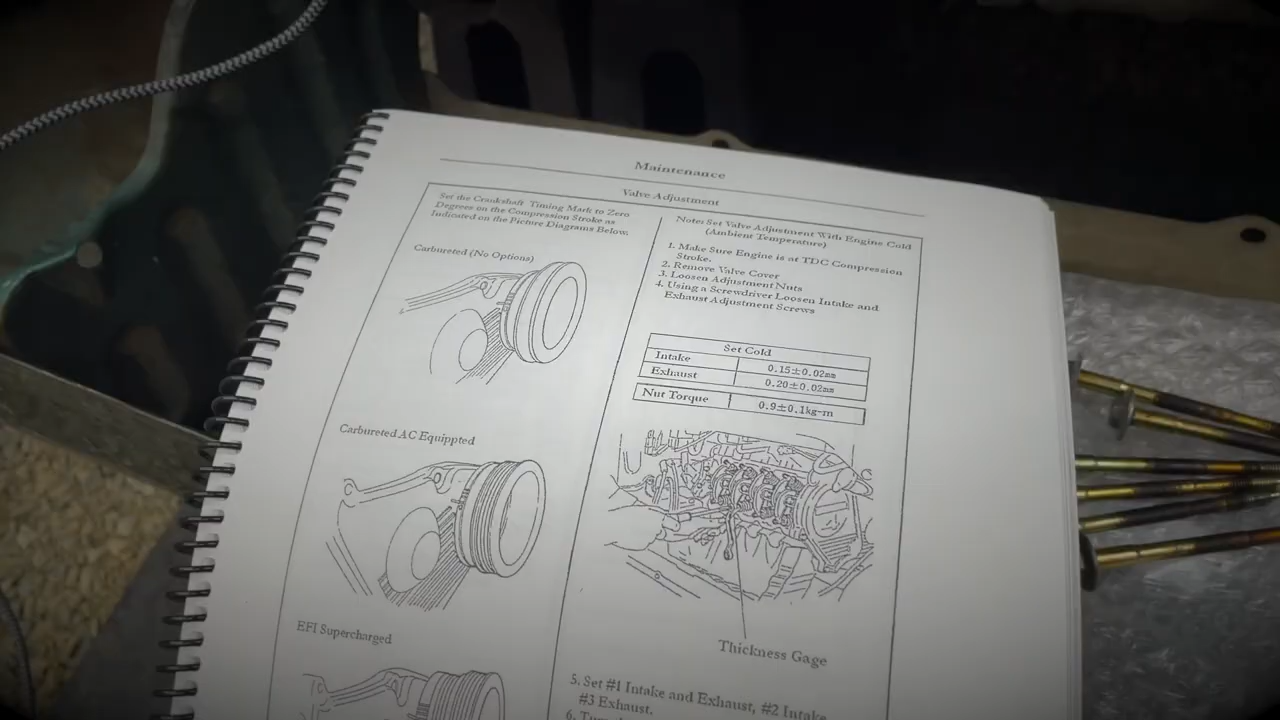 Maintenance
Valve Adjustment
Set the Crankshaft Timing Mark to Zero
Degrees on the Compression Stroke as
Indicated on the Picture Diagrams Below.
Carbureted (No Options)
Carbureted AC Equippted
EFI Supercharged
Note: Set Valve Adjustment With Engine Cold
(Ambient Temperature)
1. Make Sure Engine is at TDC Compression
Stroke.
2. Remove Valve Cover
3. Loosen Adjustment Nuts
4. Using a Screwdriver Loosen Intake and
Exhaust Adjustment Screws
Set Cold
Intake 0.15±0.02mm
Exhaust 0.20±0.02mm
Nut Torque 0.9±0.1kg-m
Thickness Gage
5. Set #1 Intake and Exhaust, #2 Intake
#3 Exhaust.
6.